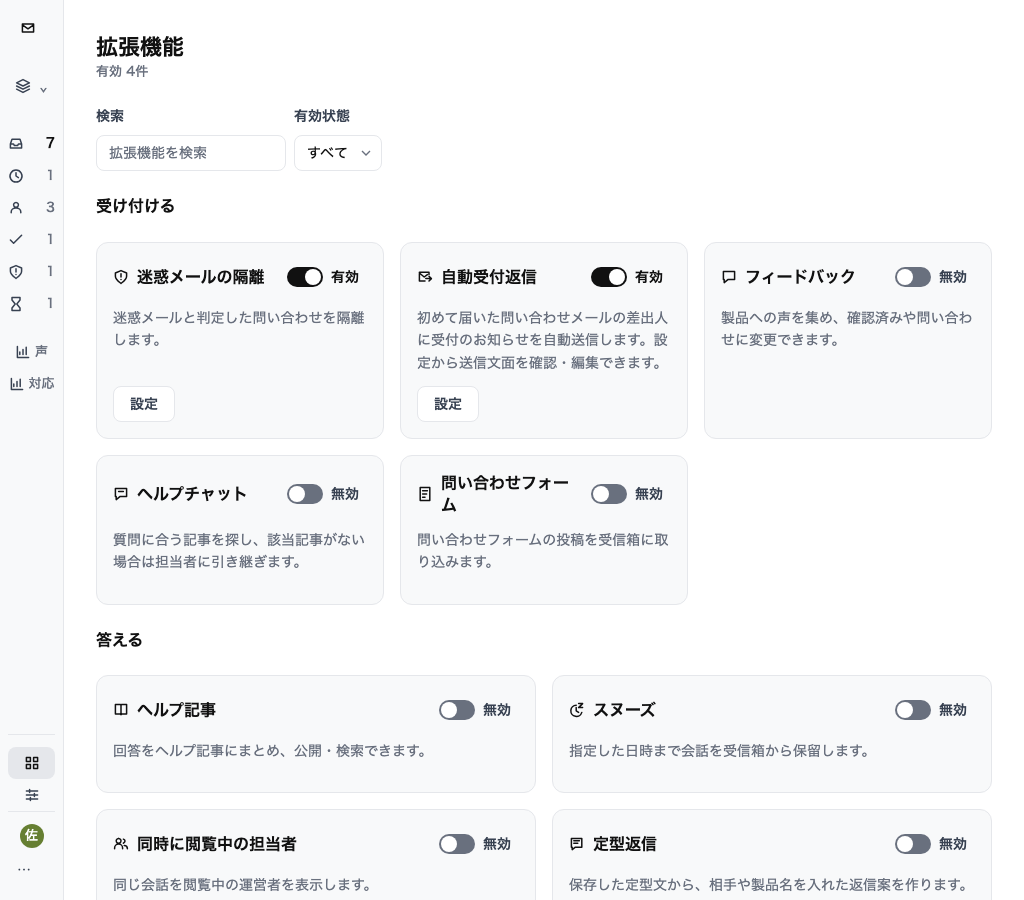 拡張機能
有効 4件
検索
有効状態
拡張機能を検索
すべて
7
1
3
1
1
1
声
対応
受け付ける
迷惑メールの隔離
有効
迷惑メールと判定した問い合わせを隔離
します。
設定
自動受付返信
有効
初めて届いた問い合わせメールの差出人
に受付のお知らせを自動送信します。設
定から送信文面を確認・編集できます。
設定
フィードバック
無効
製品への声を集め、確認済みや問い合わ
せに変更できます。
ヘルプチャット
無効
質問に合う記事を探し、該当記事がない
場合は担当者に引き継ぎます。
問い合わせフォー
ム
無効
問い合わせフォームの投稿を受信箱に取
り込みます。
答える
ヘルプ記事
無効
回答をヘルプ記事にまとめ、公開・検索できます。
スヌーズ
無効
指定した日時まで会話を受信箱から保留します。
同時に閲覧中の担当者
無効
同じ会話を閲覧中の運営者を表示します。
定型返信
無効
保存した定型文から、相手や製品名を入れた返信案を作ります。
佐